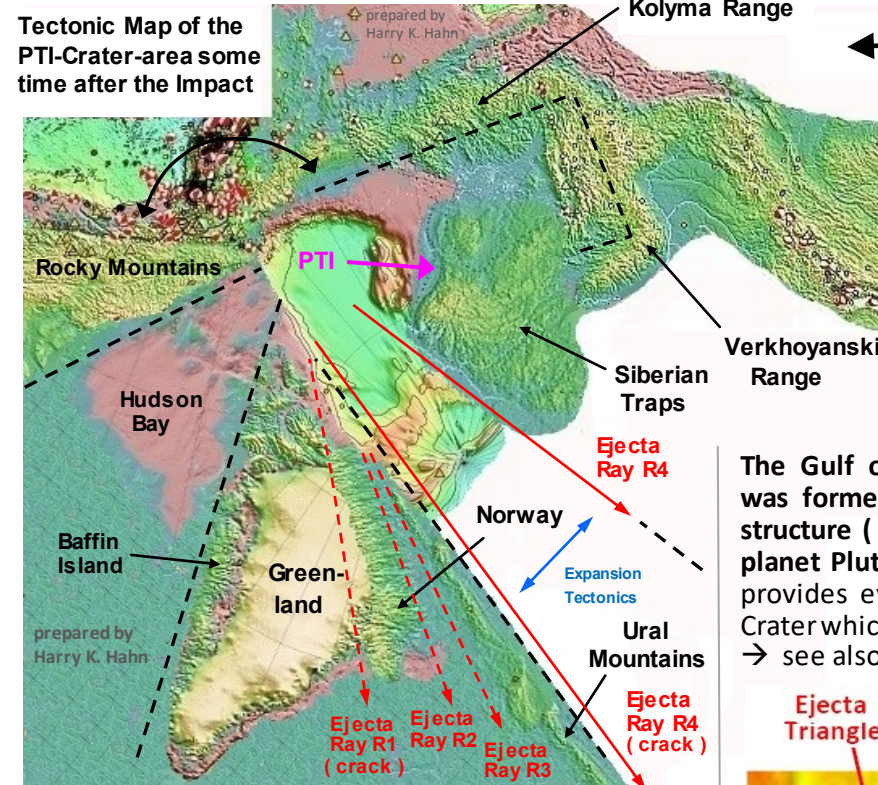 Tectonic Map of the
PTI-Crater-area some
time after the Impact
prepared by
Harry K. Hahn
Kolyma Range
Rocky Mountains
PTI
Hudson
Bay
Baffin
Island
Green-
land
Norway
Siberian
Traps
Verkhoyanski
Range
Ejecta
Ray R4
Expansion
Tectonics
Ural
Mountains
prepared by
Harry K. Hahn
Ejecta
Ray R1
( crack )
Ejecta
Ray R2
Ejecta
Ray R3
Ejecta
Ray R4
( crack )
The Gulf
was forme
structure (
planet Plut
provides e
Crater whic
→ see also
Ejecta
Triangle